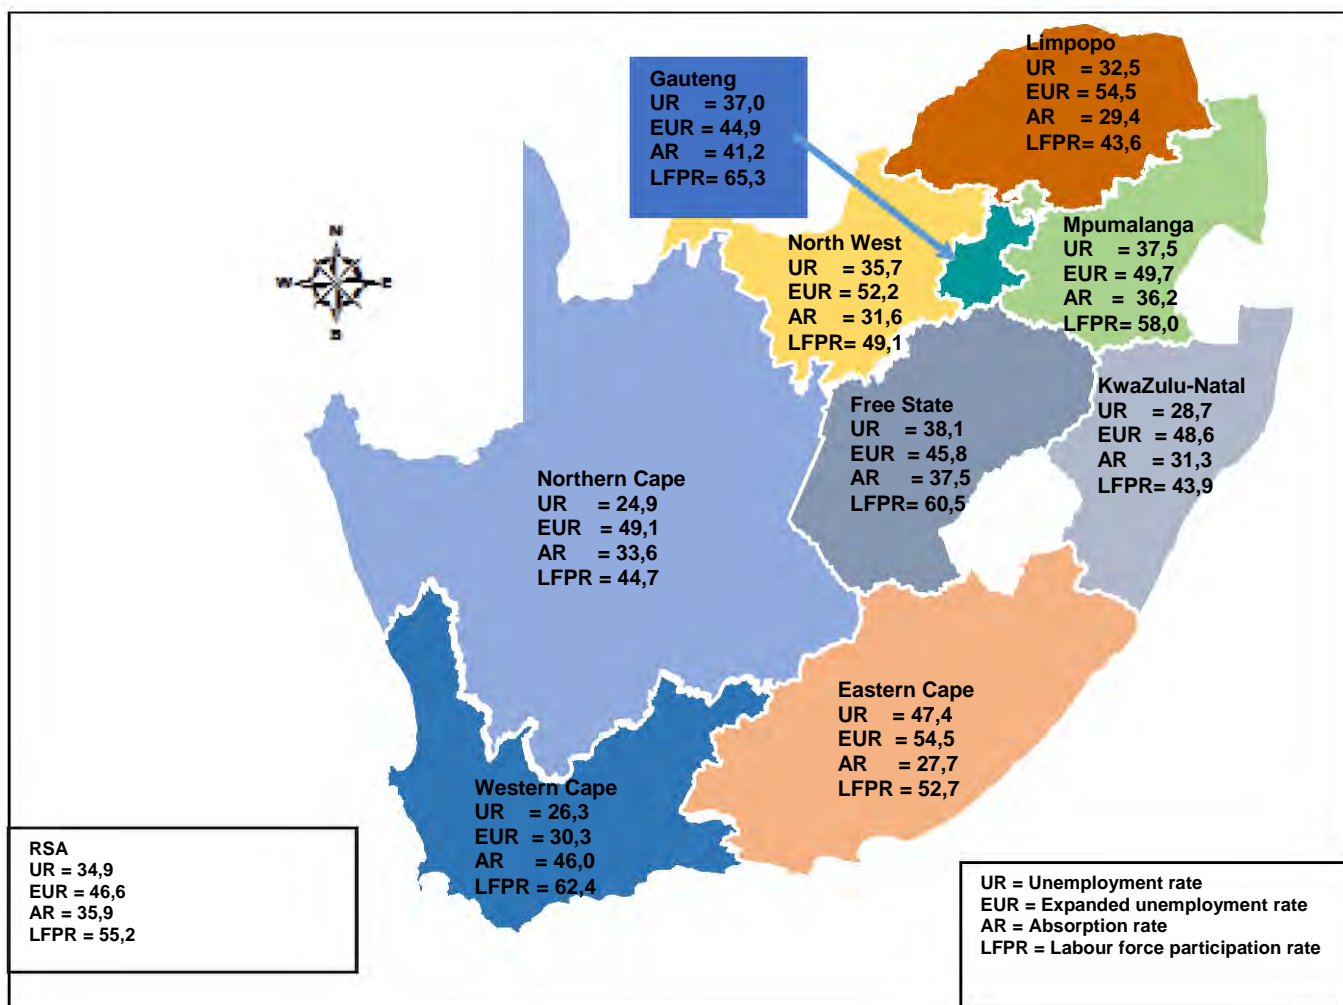 Limpopo
UR = 32,5
EUR = 54,5
AR = 29,4
LFPR= 43,6
Gauteng
UR = 37,0
EUR = 44,9
AR = 41,2
LFPR= 65,3
N
W
E
S
North West
UR = 35,7
EUR = 52,2
AR = 31,6
LFPR= 49,1
Mpumalanga
UR = 37,5
EUR = 49,7
AR = 36,2
LFPR= 58,0
KwaZulu-Natal
UR = 28,7
EUR = 48,6
AR = 31,3
LFPR= 43,9
Free State
UR = 38,1
EUR = 45,8
AR = 37,5
LFPR= 60,5
Northern Cape
UR = 24,9
EUR = 49,1
AR = 33,6
LFPR = 44,7
Eastern Cape
UR = 47,4
EUR = 54,5
AR = 27,7
LFPR = 52,7
Western Cape
UR = 26,3
EUR = 30,3
AR = 46,0
LFPR = 62,4
RSA
UR = 34,9
EUR = 46,6
AR = 35,9
LFPR = 55,2
UR = Unemployment rate
EUR = Expanded unemployment rate
AR = Absorption rate
LFPR = Labour force participation rate